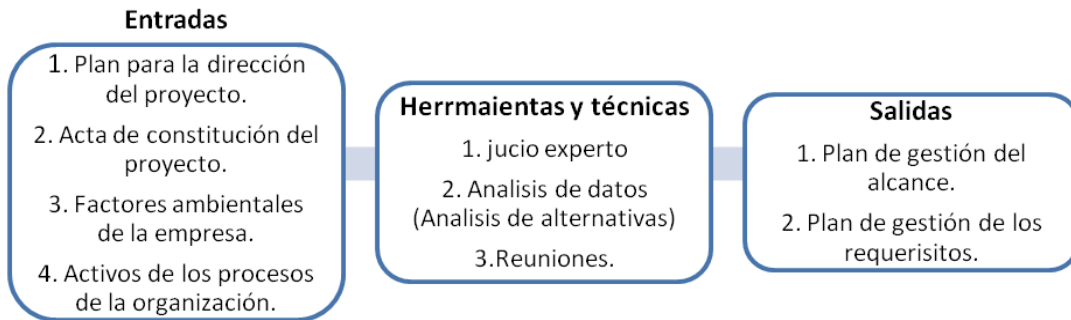 Entradas
1. Plan para la dirección
del proyecto.
2. Acta de constitución del
proyecto.
3. Factores ambientales
de la empresa.
4. Activos de los procesos
de la organización.
Herrmaientas y técnicas
1. jucio experto
2. Analisis de datos
(Analisis de alternativas)
3.Reuniones.
Salidas
1. Plan de gestión del
alcance.
2. Plan de gestión de los
requerisitos.